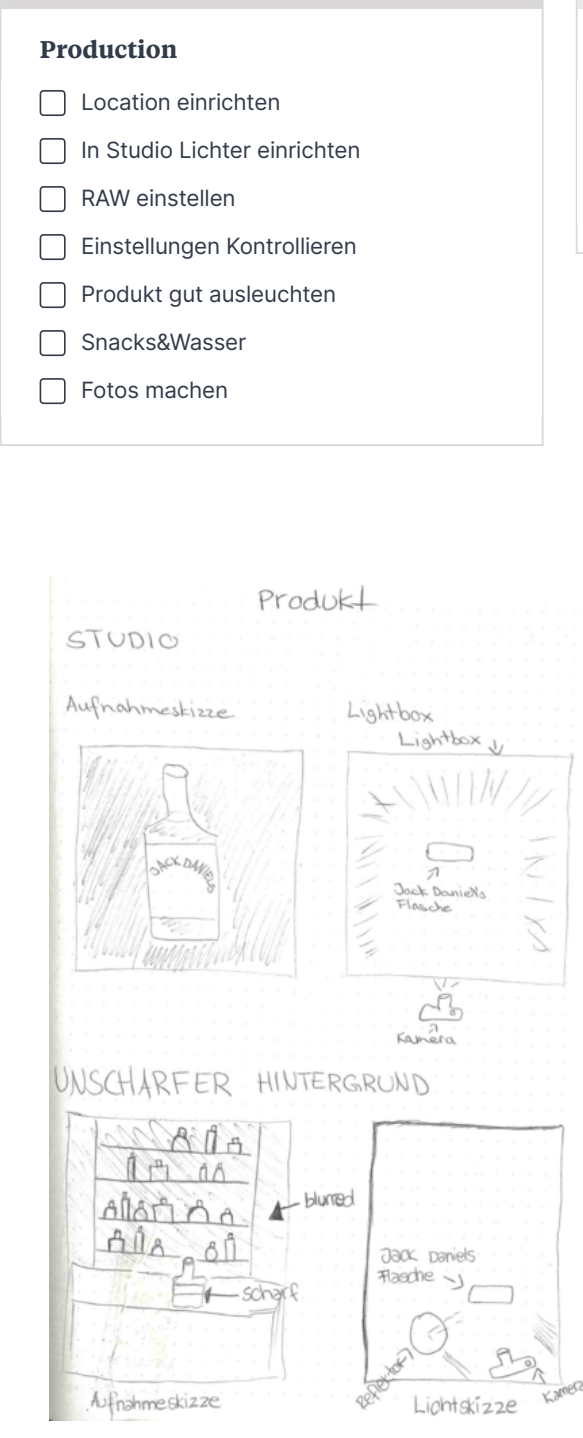 Production
Location einrichten
In Studio Lichter einrichten
RAW einstellen
Einstellungen Kontrollieren
Produkt gut ausleuchten
Snacks&Wasser
Fotos machen
Produkt
STUDIO
Aufnahmeskizze
Lightbox
Lightbox
JACK DANIELS
Jack Daniel's
Flasche
Kamera
UNSCHARFER HINTERGRUND
blurred
scharf
Jack Daniels
Flasche
Reflektor
Kamera
Aufnahmeskizze
Lichtskizze